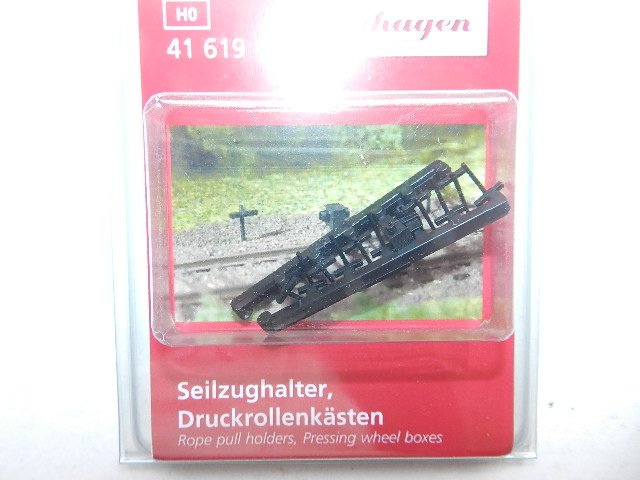 H0
hagen
41 619
Seilzughalter,
Druckrollenkästen
Rope pull holders, Pressing wheel boxes